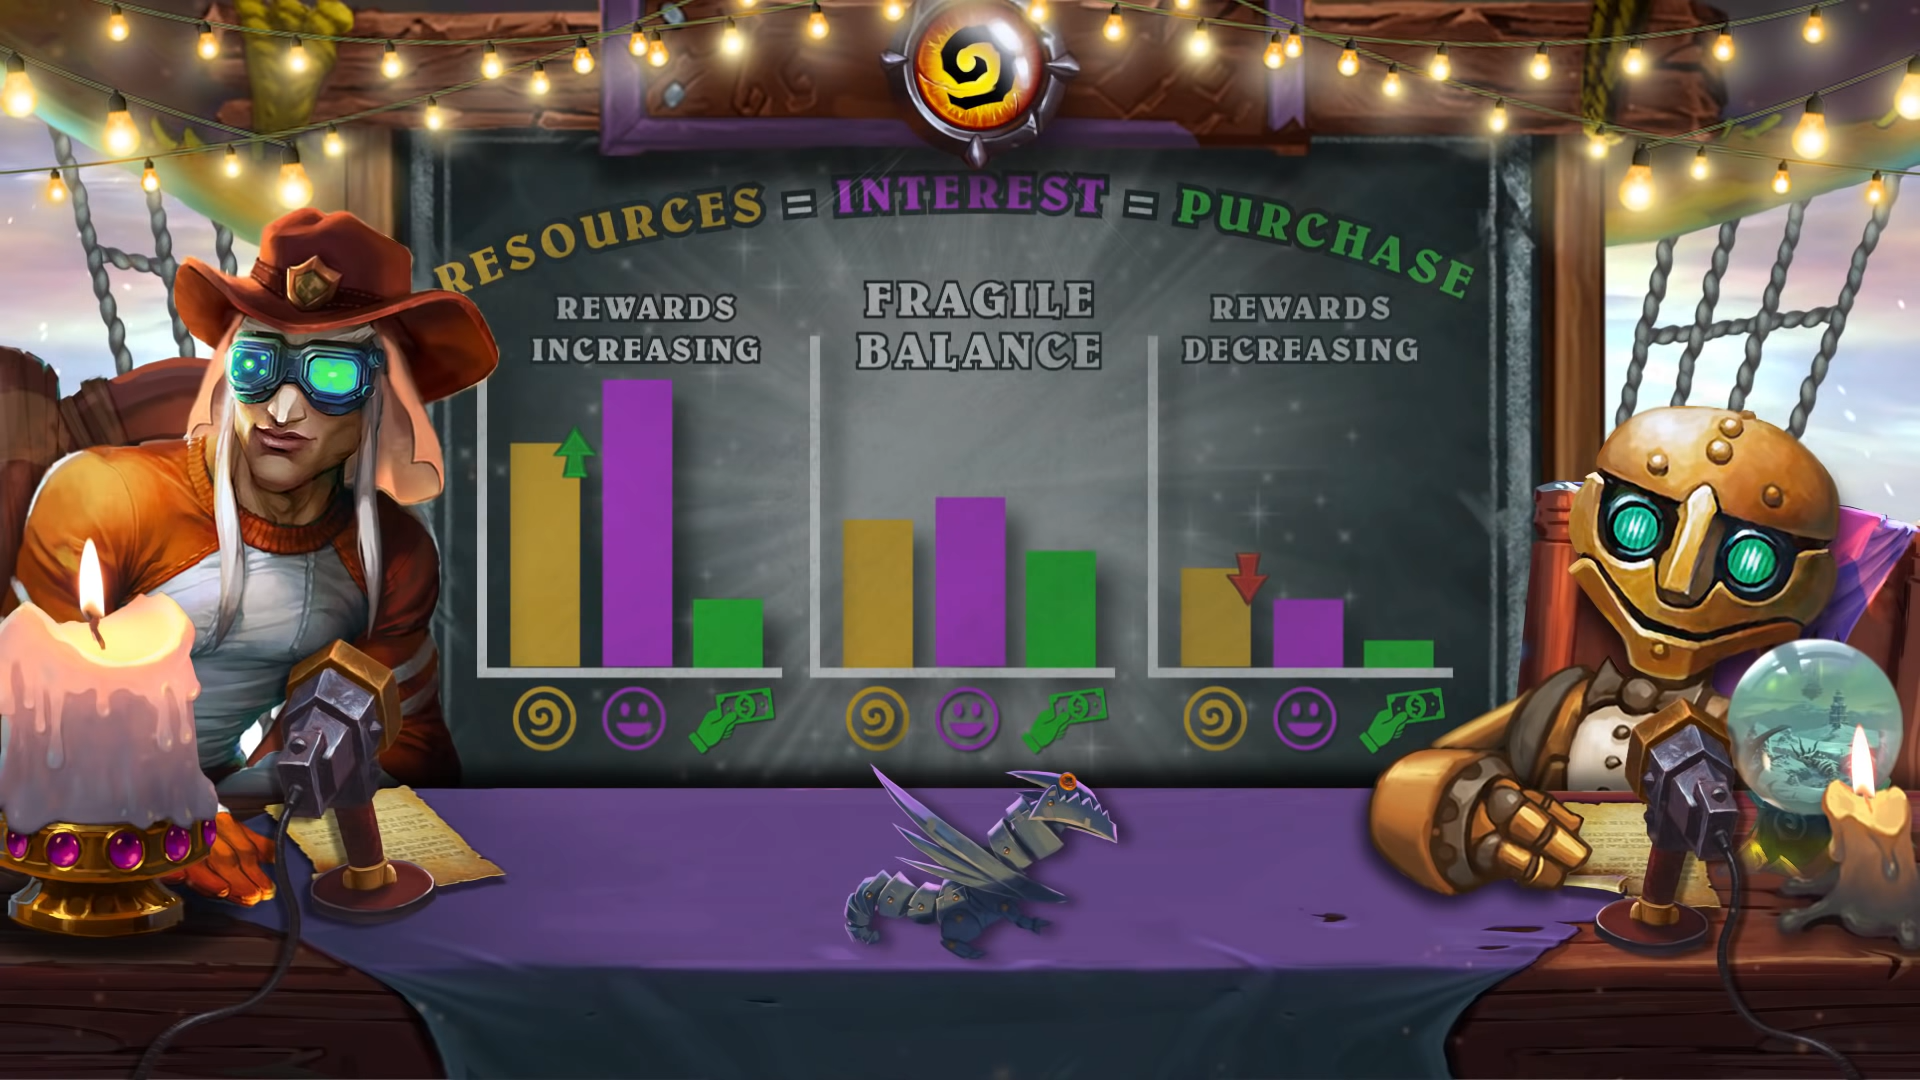 RESOURCES = INTEREST = PURCHASE
REWARDS
INCREASING
FRAGILE
BALANCE
REWARDS
DECREASING